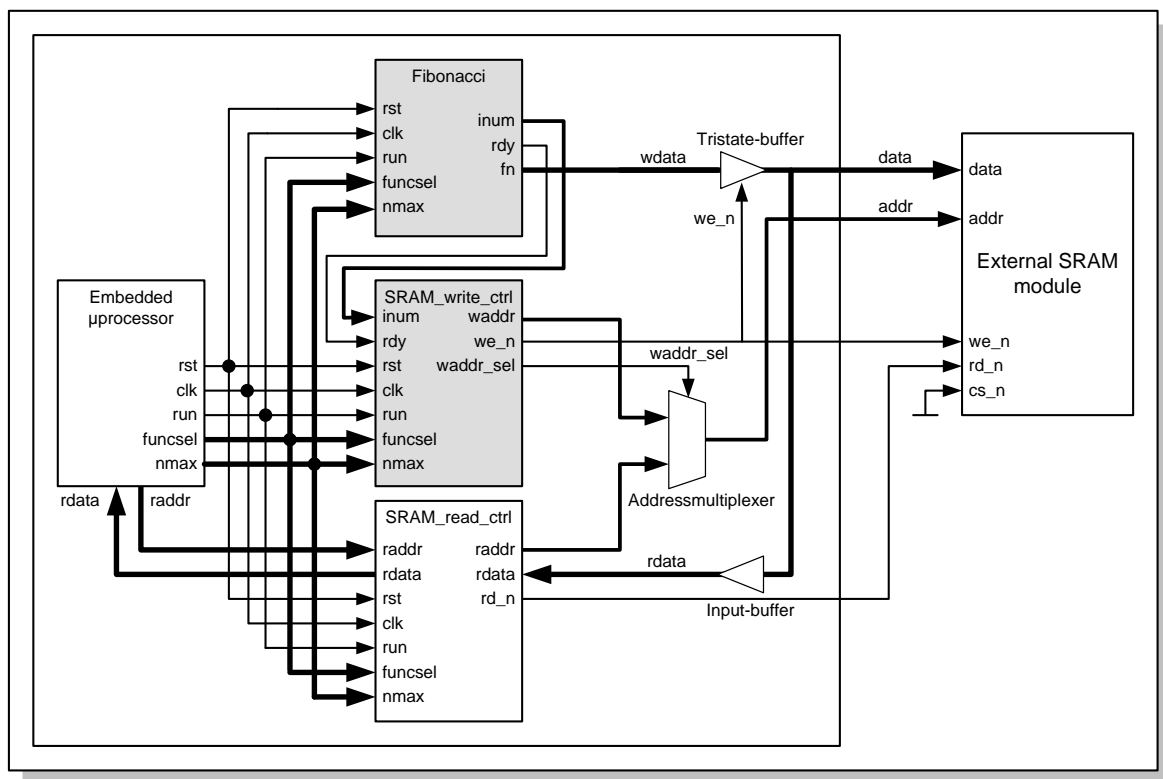 Fibonacci
rst
clk
run
funcsel
nmax
inum
rdy
fn
wdata
Tristate-buffer
we_n
data
addr
data
addr
External SRAM
module
we_n
rd_n
cs_n
Embedded
µprocessor
rst
clk
run
funcsel
nmax
rdata
raddr
SRAM_write_ctrl
inum
rdy
rst
clk
run
funcsel
nmax
waddr
we_n
waddr_sel
waddr_sel
Addressmultiplexer
SRAM_read_ctrl
raddr
rdata
rst
clk
run
funcsel
nmax
raddr
rdata
rd_n
rdata
Input-buffer